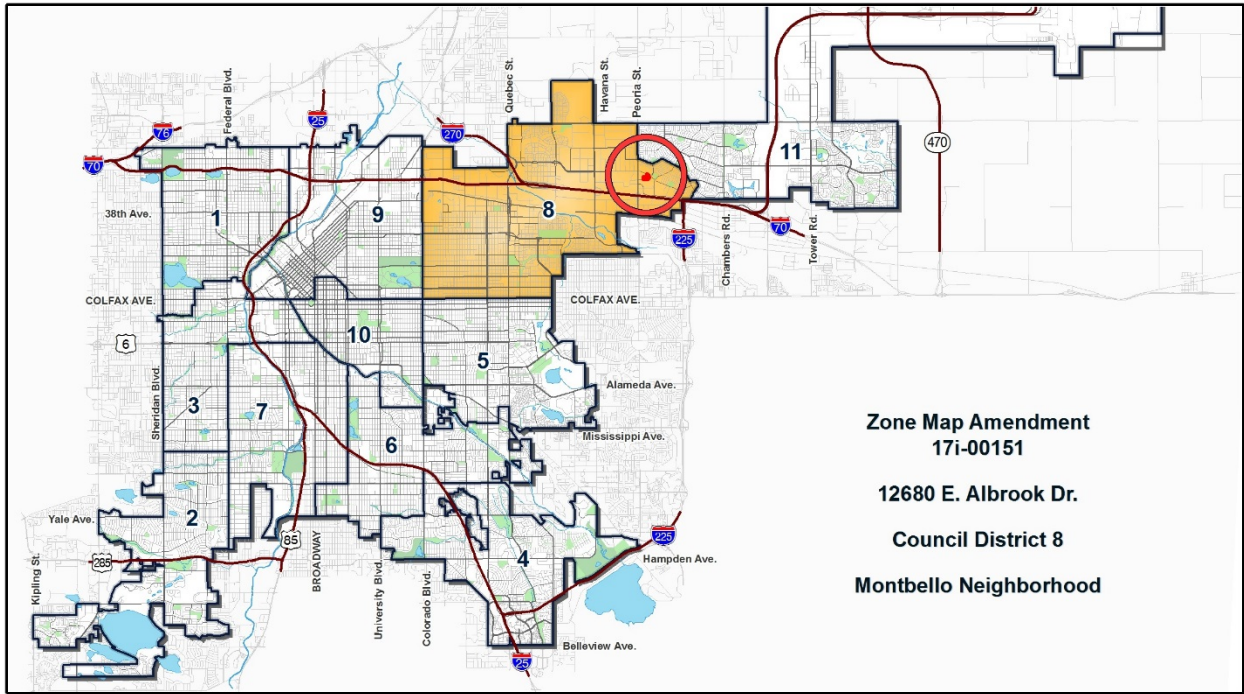 Federal Blvd.
Quebec St.
Havana St.
Peoria St.
76
25
270
70
470
11
38th Ave.
1
9
8
225
70
Chambers Rd.
Tower Rd.
COLFAX AVE.
COLFAX AVE.
6
10
5
Sheridan Blvd.
3
7
Alameda Ave.
6
Mississippi Ave.
Zone Map Amendment
17i-00151
12680 E. Albrook Dr.
Council District 8
Montbello Neighborhood
Yale Ave.
2
85
BROADWAY
225
285
4
Hampden Ave.
Kipling St.
University Blvd.
Colorado Blvd.
Belleview Ave.
25